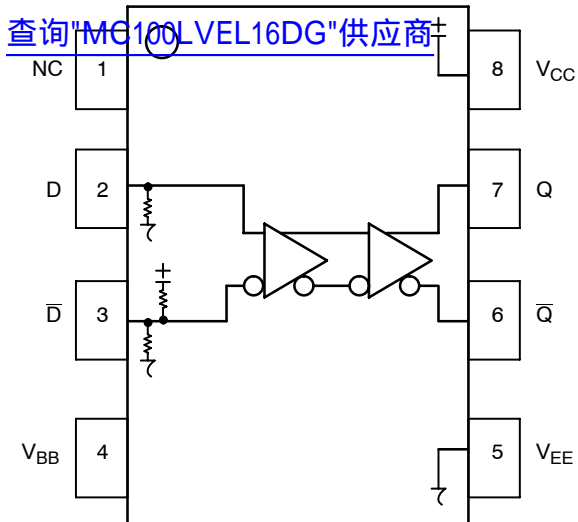 查询"MC100LVEL16DG"供应商
NC 1 8 VCC
D 2 7 Q
D̅ 3 6 Q̅
VBB 4 5 VEE